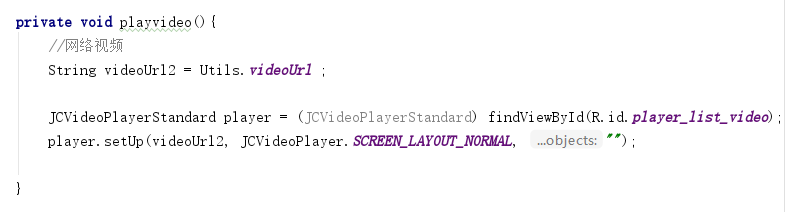 private void playvideo(){
//网络视频
String videoUrl2 = Utils.videoUrl ;
JCVideoPlayerStandard player = (JCVideoPlayerStandard) findViewById(R.id.player_list_video);
player.setUp(videoUrl2, JCVideoPlayer.SCREEN_LAYOUT_NORMAL, ...objects: "");
}